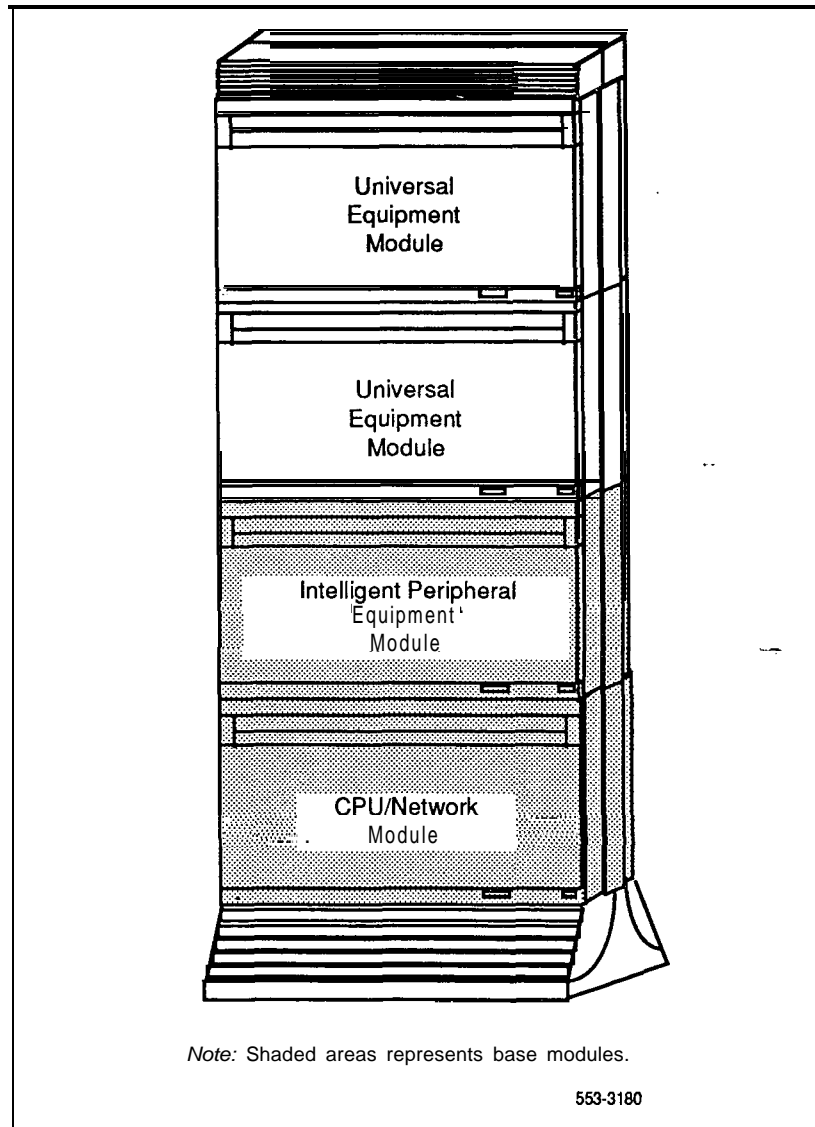 Universal
Equipment
Module
Universal
Equipment
Module
Intelligent Peripheral
Equipment
Module
CPU/Network
Module
Note: Shaded areas represents base modules.
553-3180